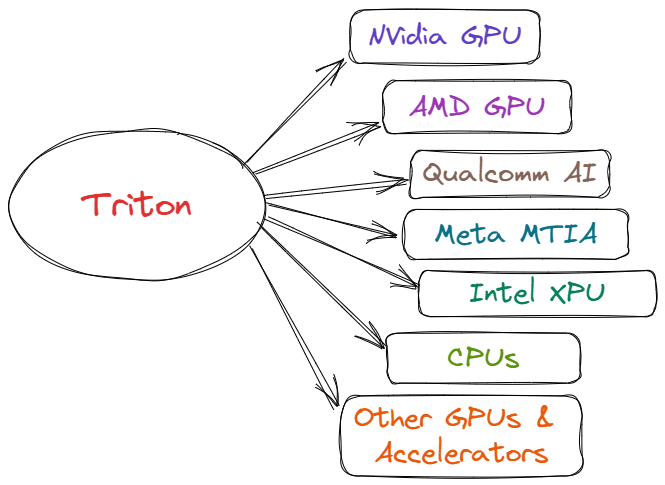 NVidia GPU
AMD GPU
Qualcomm AI
Triton
Meta MTIA
Intel XPU
CPUs
Other GPUs &
Accelerators